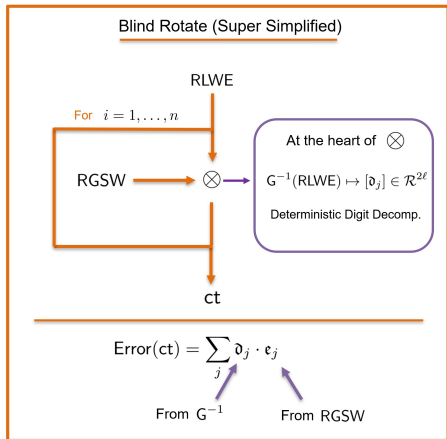 Blind Rotate (Super Simplified)
RLWE
For i = 1, . . . , n
RGSW ⊗
At the heart of ⊗
G⁻¹(RLWE) ↦ [𝔡ⱼ] ∈ 𝓡²ˡ
Deterministic Digit Decomp.
ct
Error(ct) = ∑ⱼ 𝔡ⱼ · 𝔢ⱼ
From G⁻¹ From RGSW